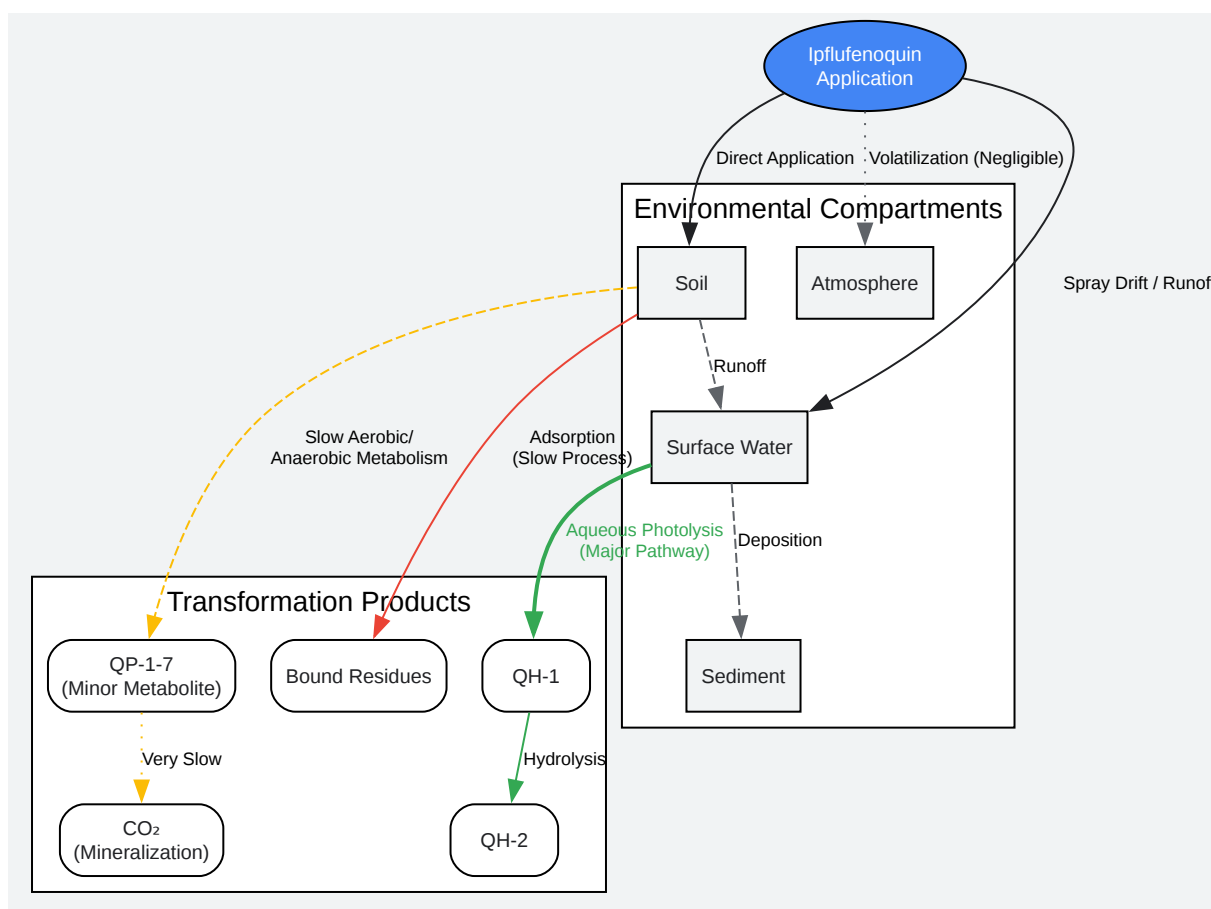 Ipflufenoquin
Application
Direct Application
Volatilization (Negligible)
Environmental Compartments
Soil
Atmosphere
Spray Drift / Runof
Runoff
Slow Aerobic/
Anaerobic Metabolism
Adsorption
(Slow Process)
Surface Water
Aqueous Photolysis
(Major Pathway)
Deposition
Transformation Products
QP-1-7
(Minor Metabolite)
Bound Residues
QH-1
Sediment
Very Slow
Hydrolysis
CO₂
(Mineralization)
QH-2